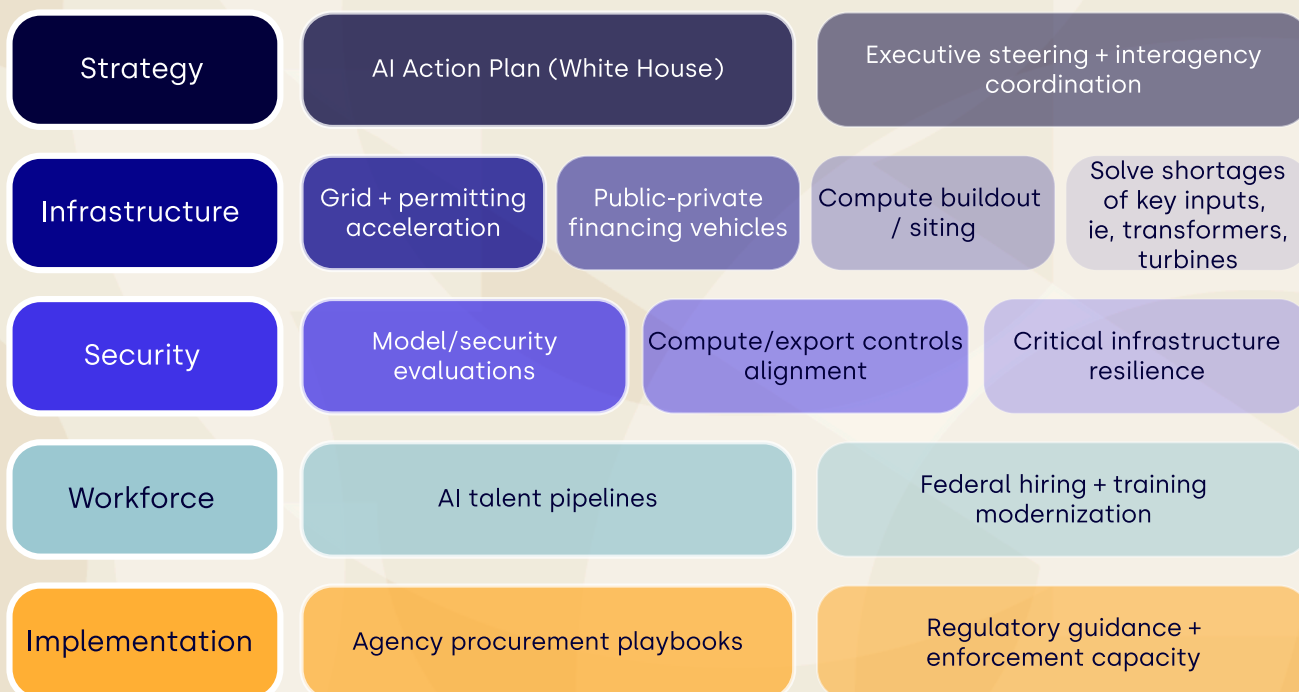 Strategy
AI Action Plan (White House)
Executive steering + interagency
coordination
Infrastructure
Grid + permitting
acceleration
Public-private
financing vehicles
Compute buildout
/ siting
Solve shortages
of key inputs,
ie, transformers,
turbines
Security
Model/security
evaluations
Compute/export controls
alignment
Critical infrastructure
resilience
Workforce
AI talent pipelines
Federal hiring + training
modernization
Implementation
Agency procurement playbooks
Regulatory guidance +
enforcement capacity